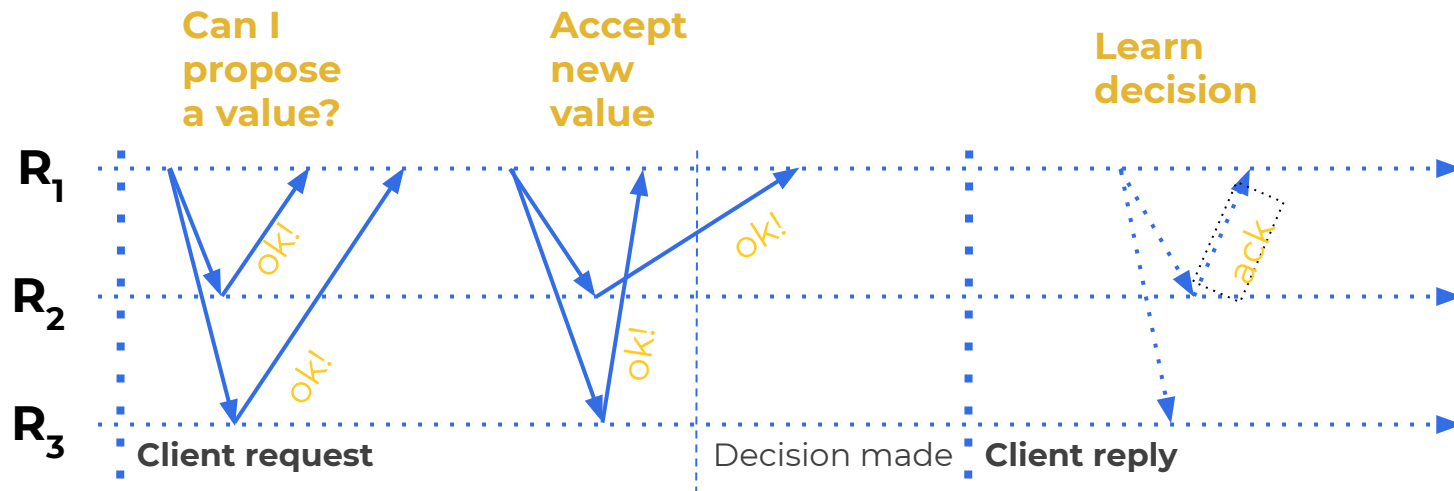 Can I
propose
a value?
Accept
new
value
Learn
decision
R1
ok!
ok!
ack
R2
ok!
ok!
R3
Client request
Decision made
Client reply